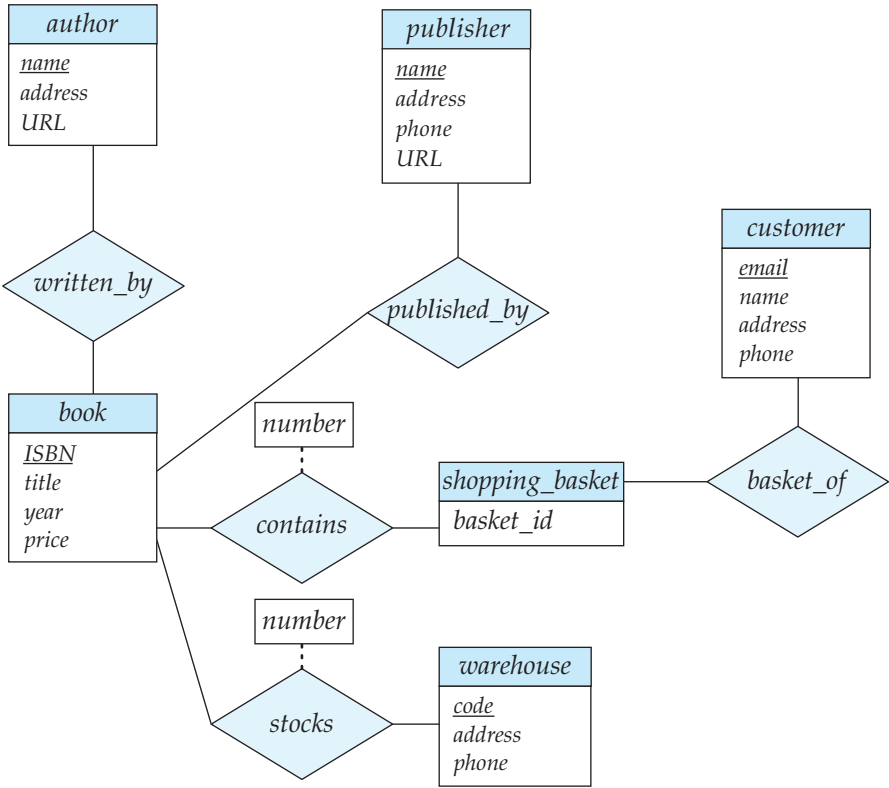 author
name
address
URL
publisher
name
address
phone
URL
customer
email
name
address
phone
written_by
published_by
book
ISBN
title
year
price
number
contains
shopping_basket
basket_id
basket_of
number
stocks
warehouse
code
address
phone